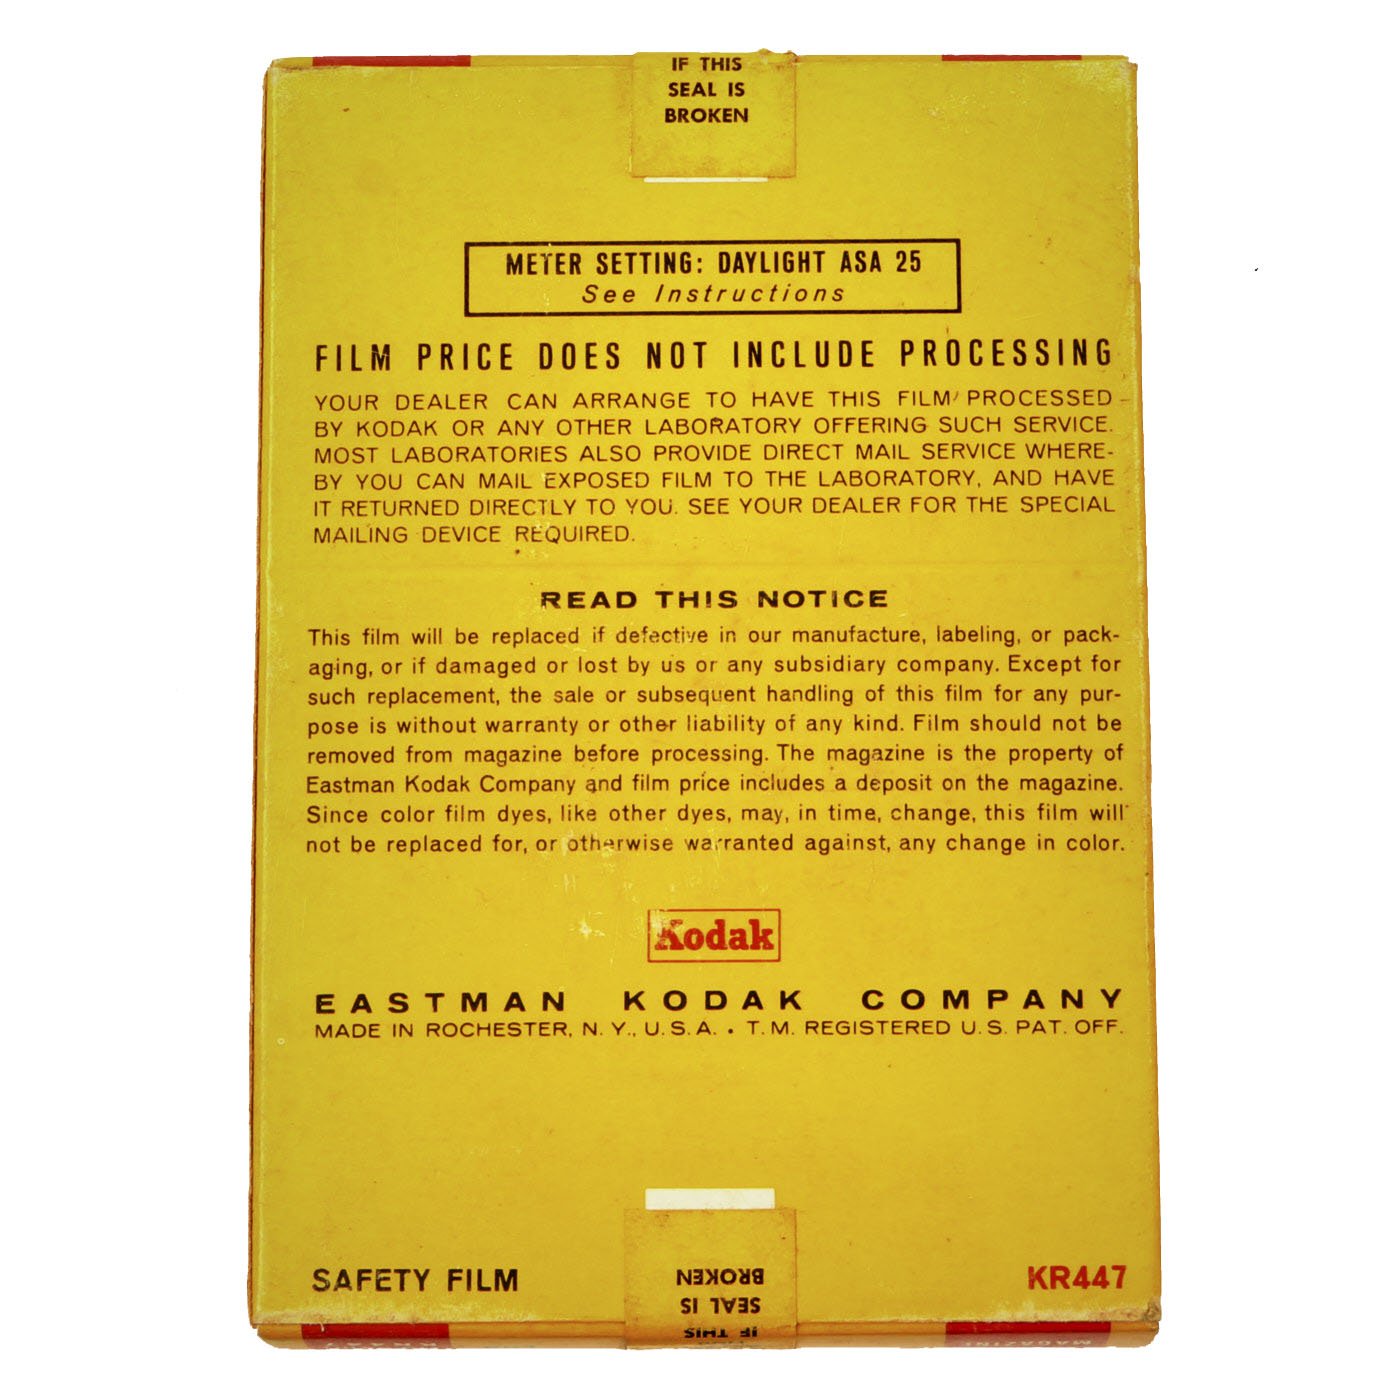 IF THIS
SEAL IS
BROKEN
METER SETTING: DAYLIGHT ASA 25
See Instructions
FILM PRICE DOES NOT INCLUDE PROCESSING
YOUR DEALER CAN ARRANGE TO HAVE THIS FILM PROCESSED
BY KODAK OR ANY OTHER LABORATORY OFFERING SUCH SERVICE.
MOST LABORATORIES ALSO PROVIDE DIRECT MAIL SERVICE WHERE-
BY YOU CAN MAIL EXPOSED FILM TO THE LABORATORY, AND HAVE
IT RETURNED DIRECTLY TO YOU. SEE YOUR DEALER FOR THE SPECIAL
MAILING DEVICE REQUIRED.
READ THIS NOTICE
This film will be replaced if defective in our manufacture, labeling, or pack-
aging, or if damaged or lost by us or any subsidiary company. Except for
such replacement, the sale or subsequent handling of this film for any pur-
pose is without warranty or other liability of any kind. Film should not be
removed from magazine before processing. The magazine is the property of
Eastman Kodak Company and film price includes a deposit on the magazine.
Since color film dyes, like other dyes, may, in time, change, this film will
not be replaced for, or otherwise warranted against, any change in color.
Kodak
EASTMAN KODAK COMPANY
MADE IN ROCHESTER, N. Y., U. S. A. • T. M. REGISTERED U. S. PAT. OFF.
IF THIS
SEAL IS
BROKEN
SAFETY FILM
KR447